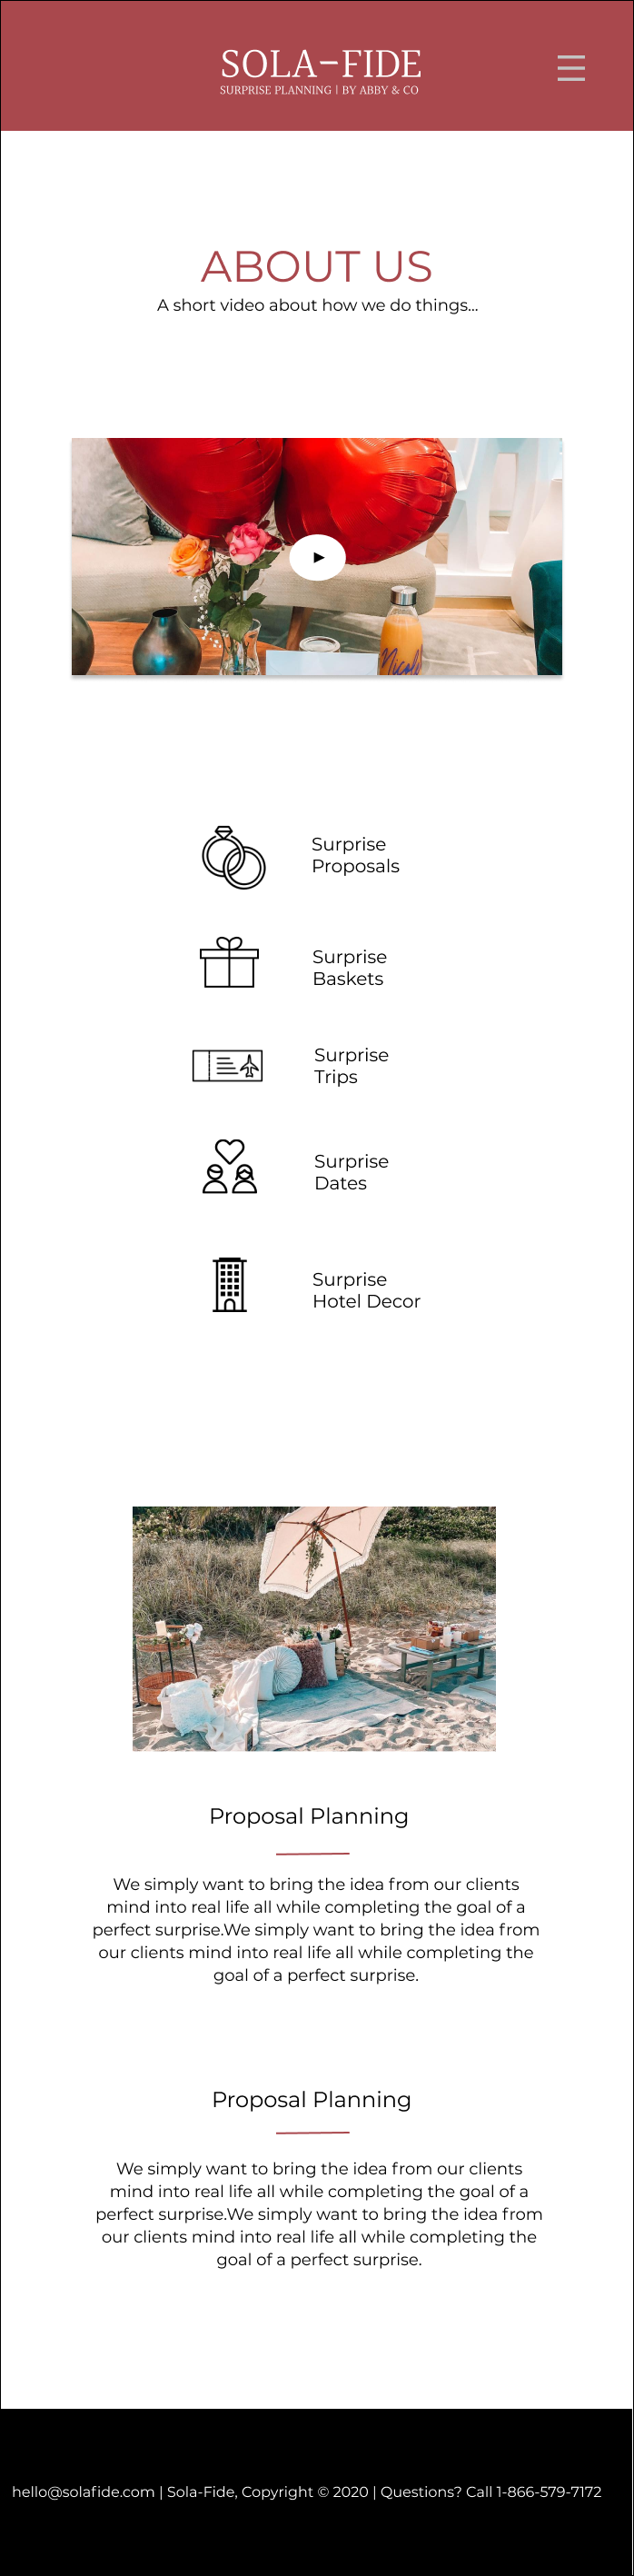 SOLA-FIDE
SURPRISE PLANNING | BY ABBY & CO
ABOUT US
A short video about how we do things...
Nicole
Surprise
Proposals
Surprise
Baskets
Surprise
Trips
Surprise
Dates
Surprise
Hotel Decor
Proposal Planning
We simply want to bring the idea from our clients
mind into real life all while completing the goal of a
perfect surprise.We simply want to bring the idea from
our clients mind into real life all while completing the
goal of a perfect surprise.
Proposal Planning
We simply want to bring the idea from our clients
mind into real life all while completing the goal of a
perfect surprise.We simply want to bring the idea from
our clients mind into real life all while completing the
goal of a perfect surprise.
hello@solafide.com | Sola-Fide, Copyright © 2020 | Questions? Call 1-866-579-7172